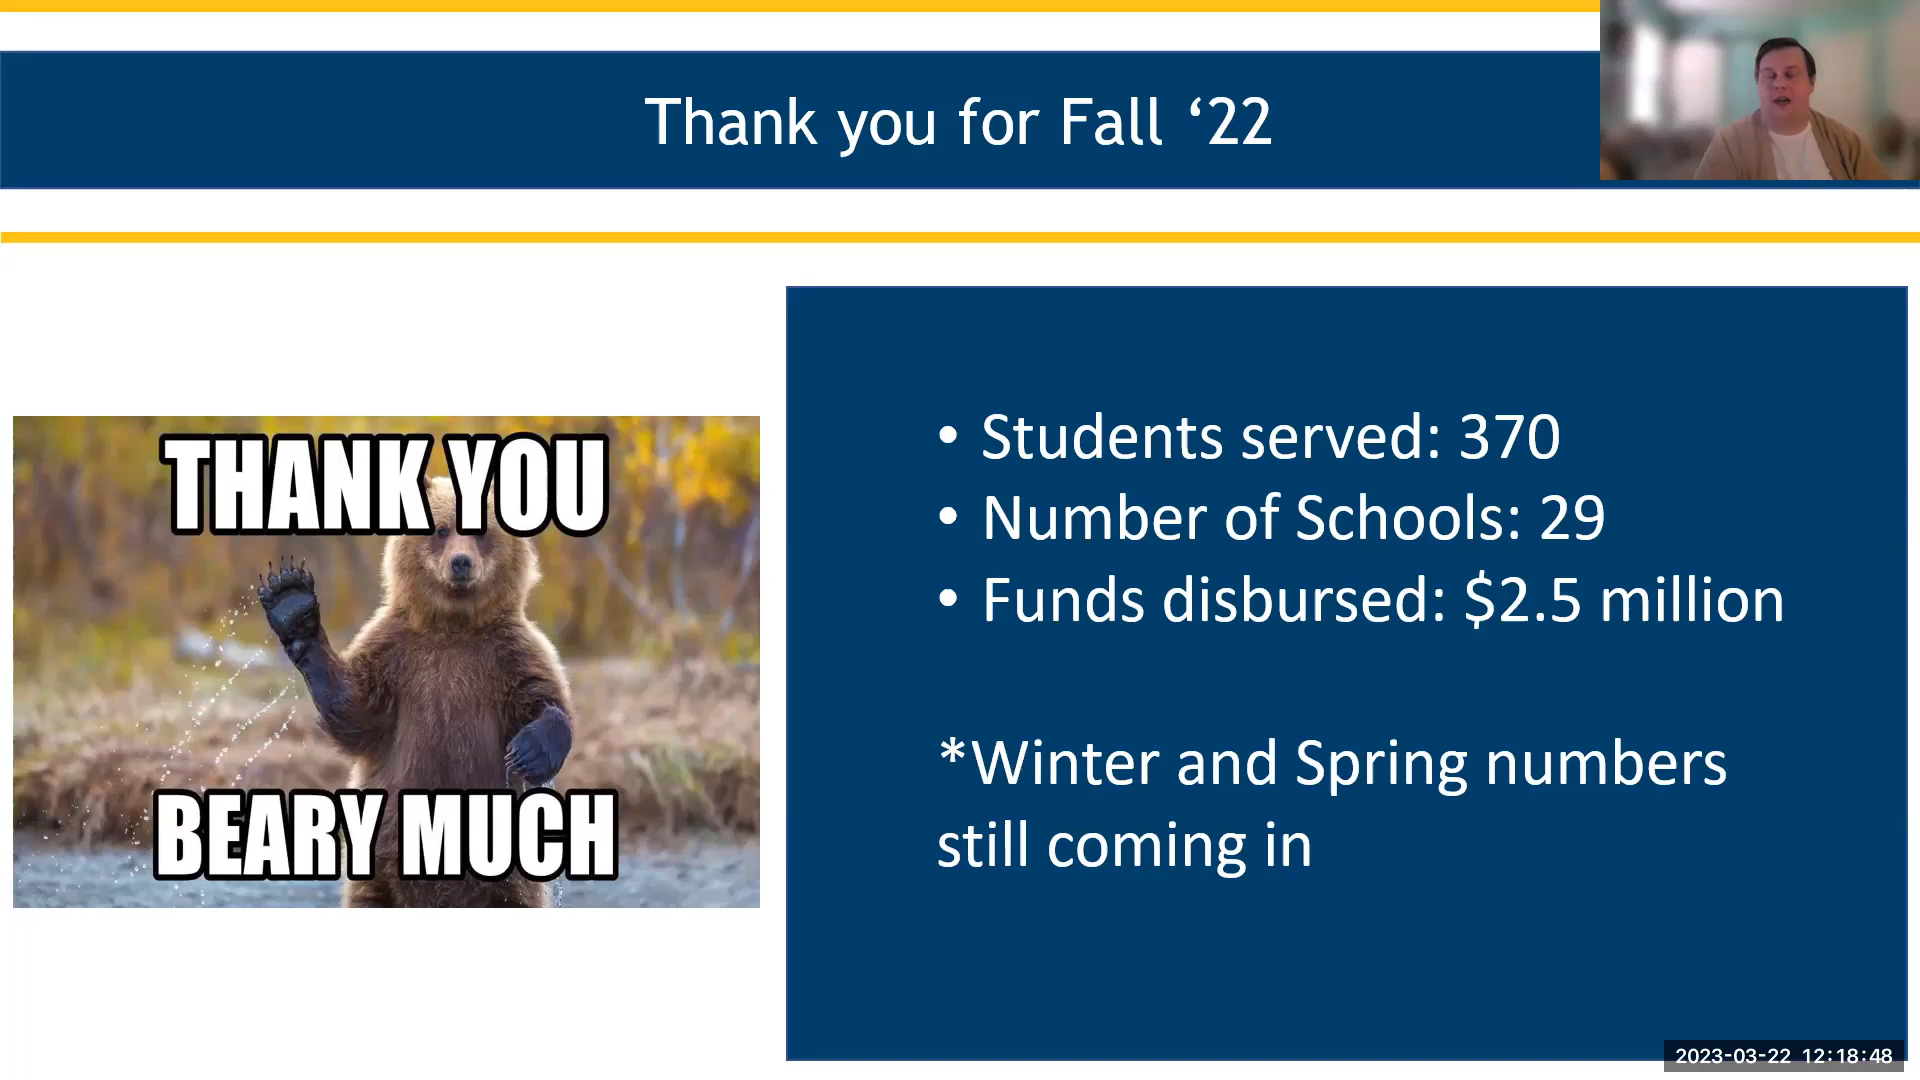 Thank you for Fall ‘22
THANK YOU
BEARY MUCH
• Students served: 370
• Number of Schools: 29
• Funds disbursed: $2.5 million
*Winter and Spring numbers
still coming in
2023-03-22 12:18:48